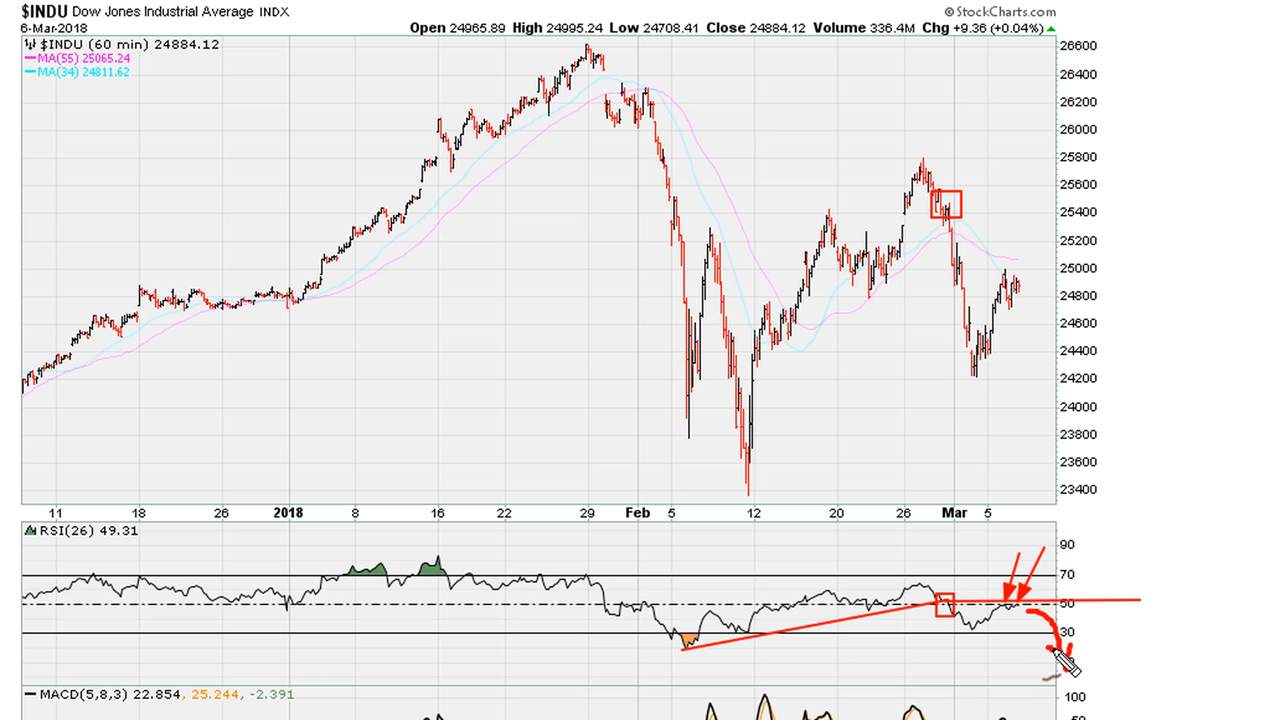 $INDU Dow Jones Industrial Average INDX
© StockCharts.com
6-Mar-2018
Open 24965.89 High 24995.24 Low 24708.41 Close 24884.12 Volume 336.4M Chg +9.36 (+0.04%)
$INDU (60 min) 24884.12
MA(55) 25065.24
MA(34) 24811.62
26600
26400
26200
26000
25800
25600
25400
25200
25000
24800
24600
24400
24200
24000
23800
23600
23400
11 18 26 2018 8 16 22 29 Feb 5 12 20 26 Mar 5
RSI(26) 49.31
90
70
50
30
MACD(5,8,3) 22.854, 25.244, -2.391
100
50